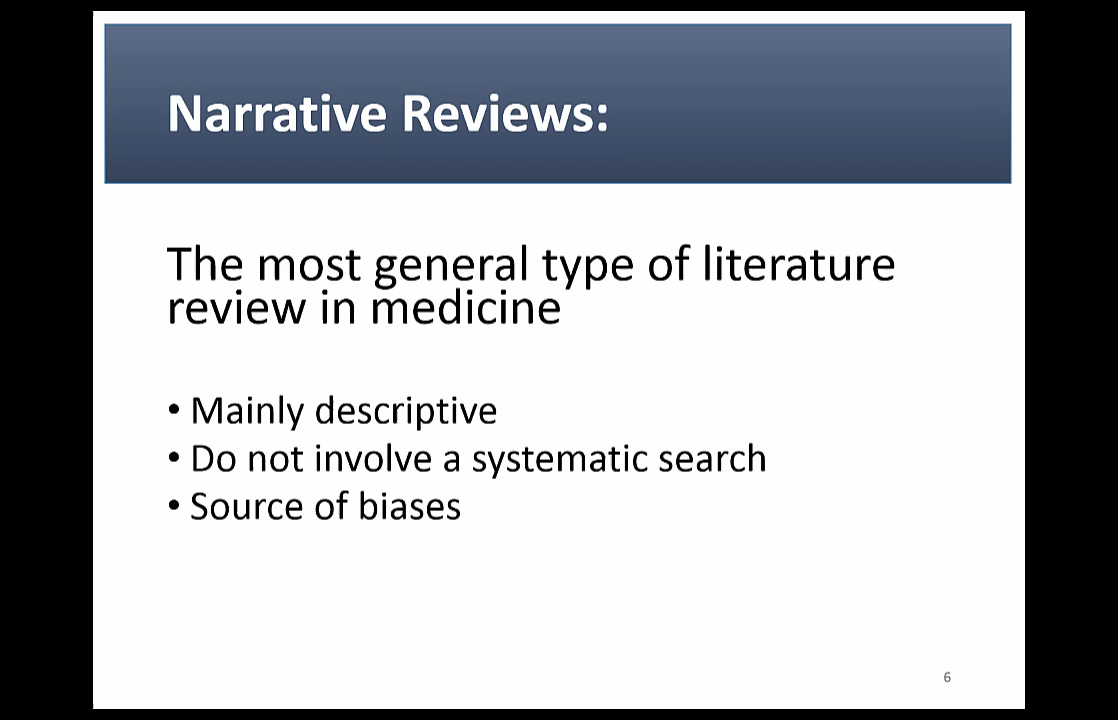 Narrative Reviews:
The most general type of literature
review in medicine
• Mainly descriptive
• Do not involve a systematic search
• Source of biases
6